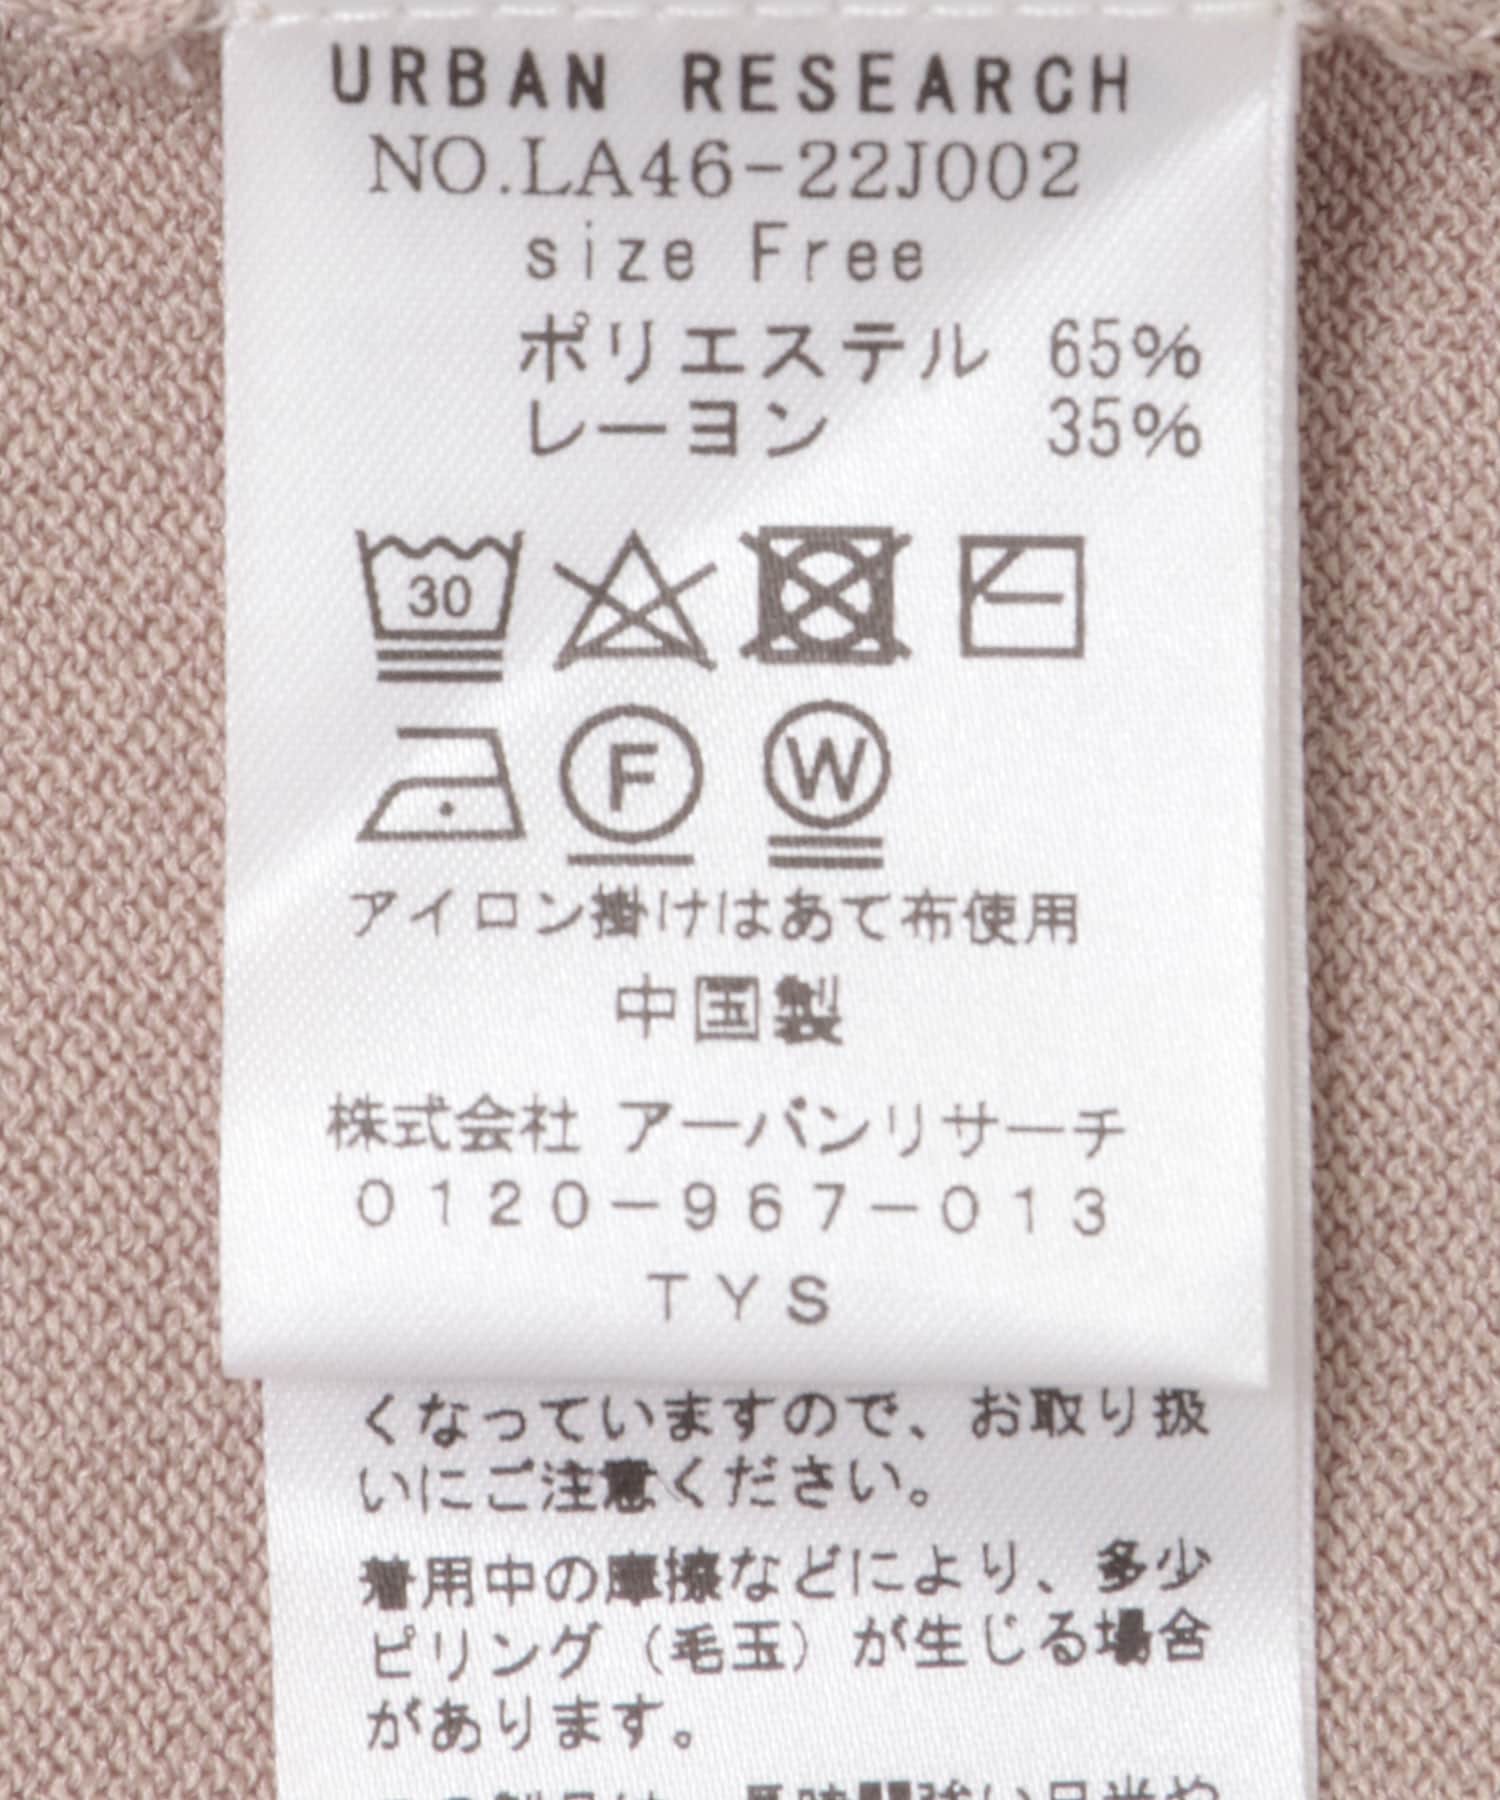 URBAN RESEARCH
NO.LA46-22J002
size Free
ポリエステル 65%
レーヨン 35%
30
F
W
アイロン掛けはあて布使用
中国製
株式会社 アーバンリサーチ
0120-967-013
TYS
くなっていますので、お取り扱
いにご注意ください。
着用中の摩擦などにより、多少
ピリング（毛玉）が生じる場合
があります。